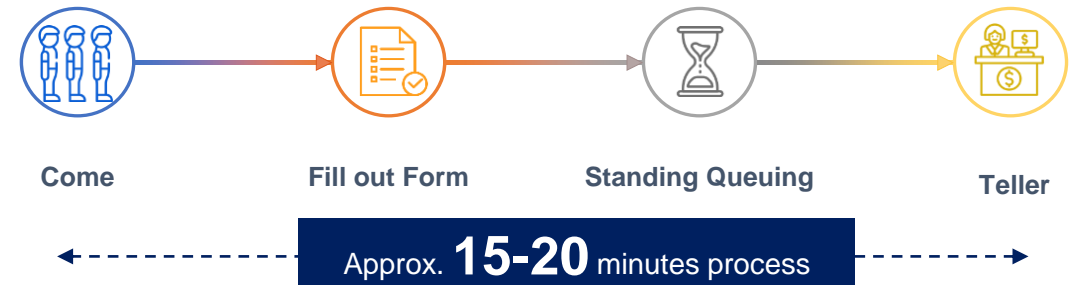 Come
Fill out Form
Standing Queuing
Teller
$
$
Approx. 15-20 minutes process